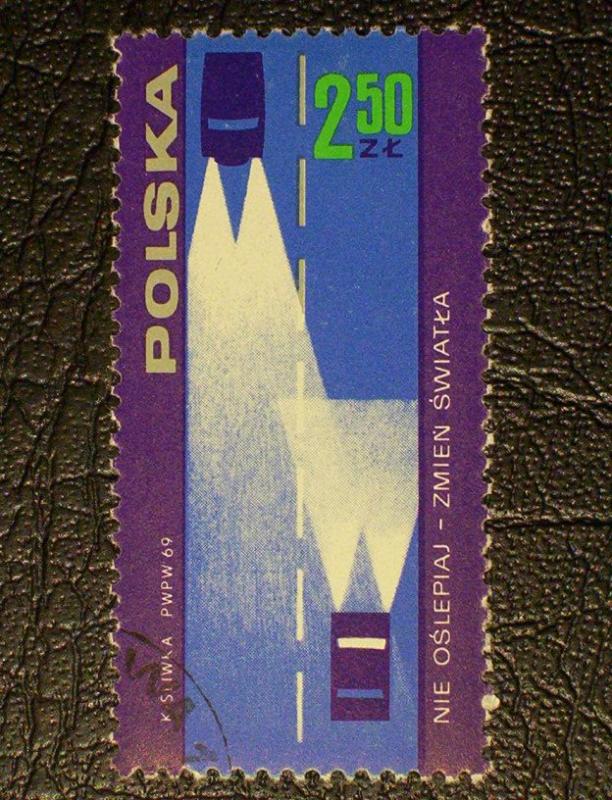 POLSKA
2.50
ZŁ
NIE OŚLEPIAJ - ZMIEŃ ŚWIATŁA
K. ŚLIWKA PWPW 69